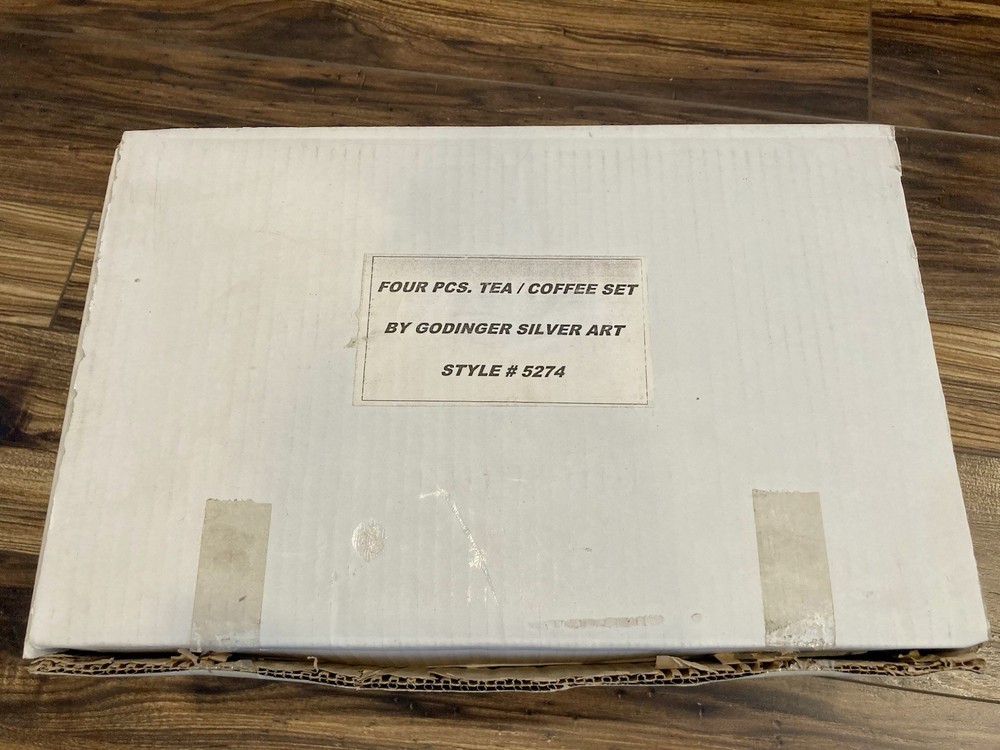 FOUR PCS. TEA / COFFEE SET
BY GODINGER SILVER ART
STYLE # 5274